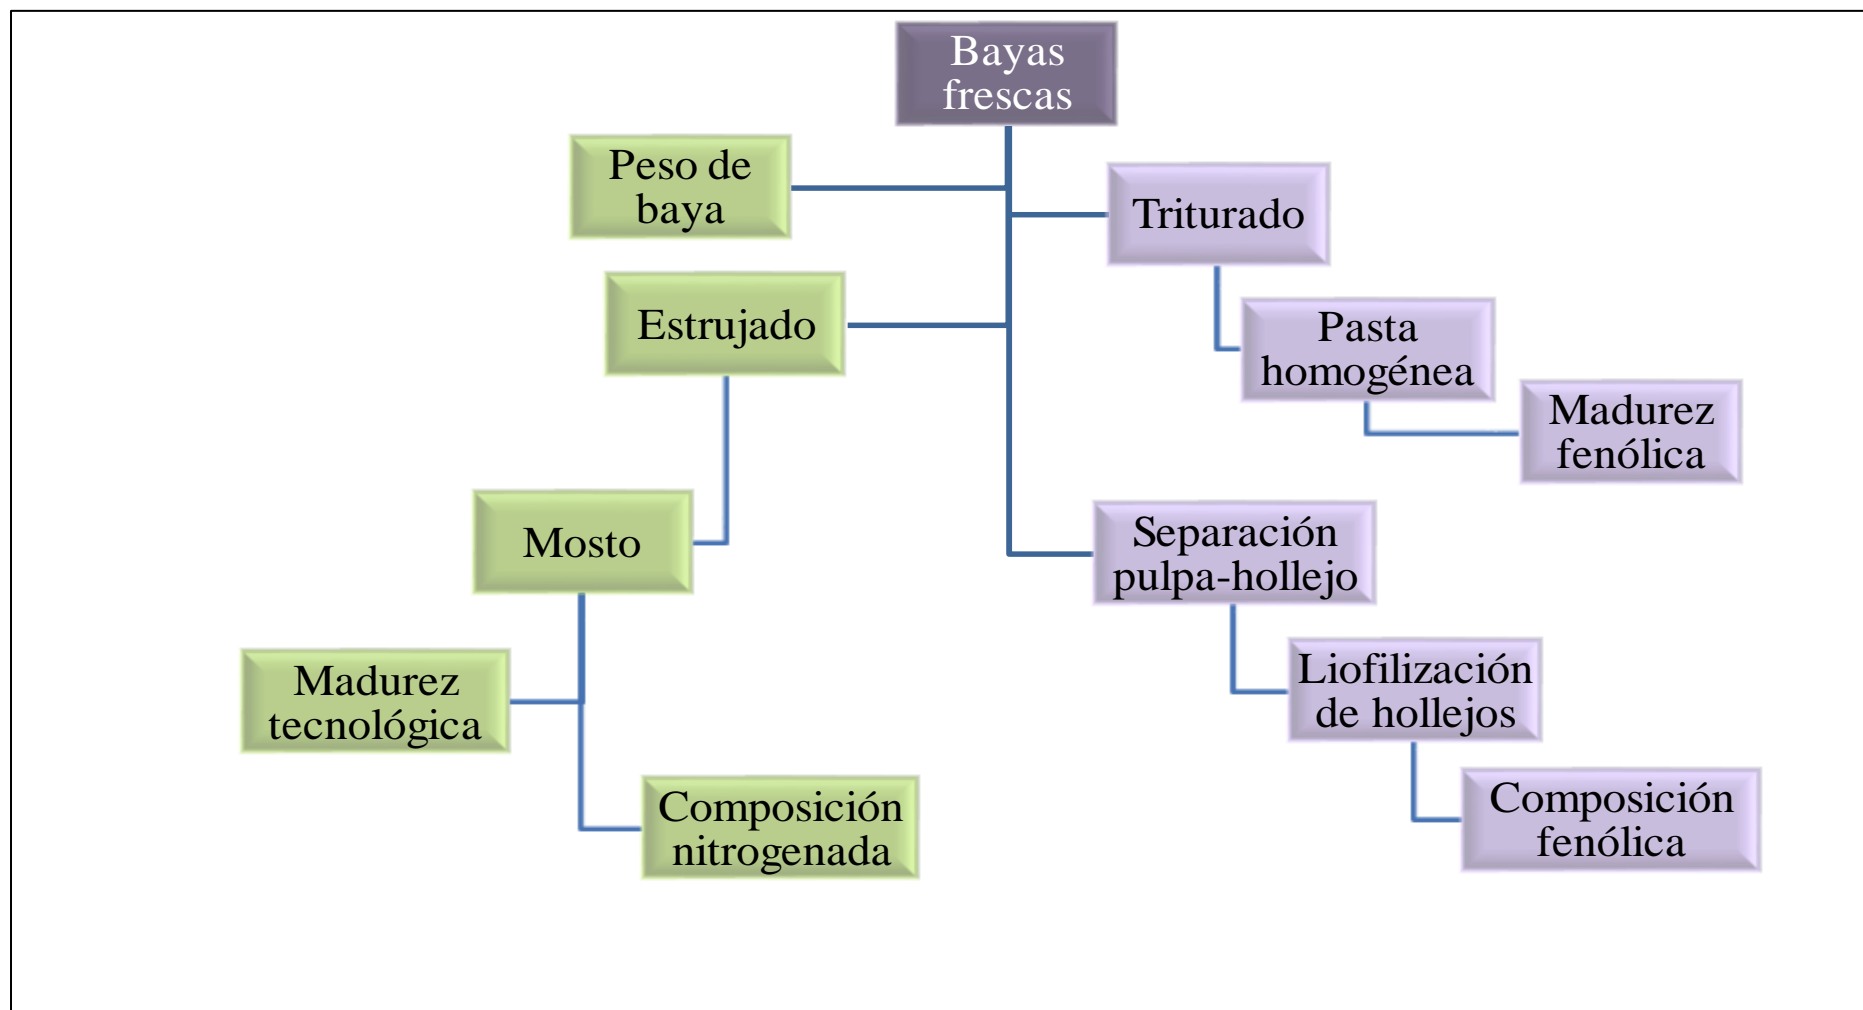 Bayas
frescas
Peso de
baya
Triturado
Estrujado
Pasta
homogénea
Madurez
fenólica
Mosto
Separación
pulpa-hollejo
Madurez
tecnológica
Liofilización
de hollejos
Composición
nitrogenada
Composición
fenólica